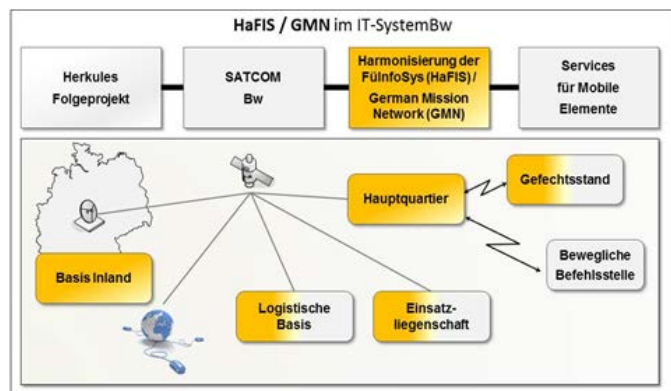 HaFIS / GMN im IT-SystemBw
Herkules
Folgeprojekt
SATCOM
Bw
Harmonisierung der
FüInfoSys (HaFIS) /
German Mission
Network (GMN)
Services
für Mobile
Elemente
Hauptquartier
Gefechtsstand
Basis Inland
Bewegliche
Befehlsstelle
Logistische
Basis
Einsatz-
liegenschaft